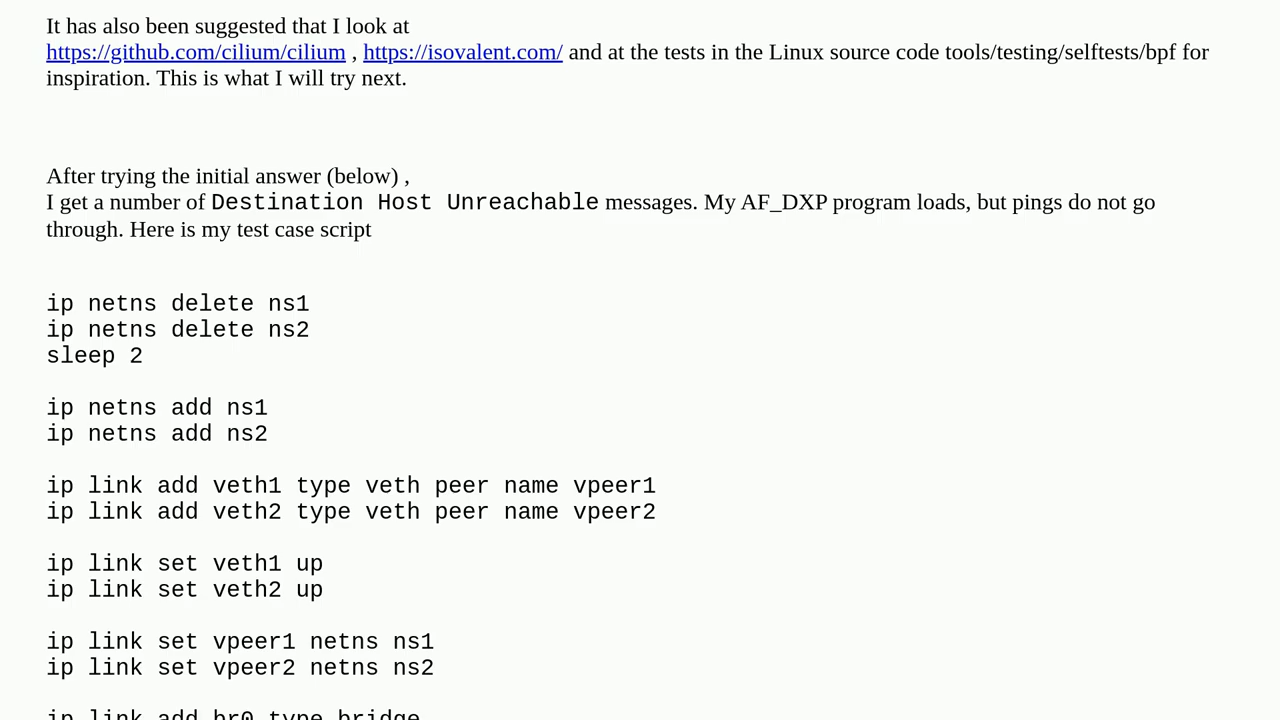 It has also been suggested that I look at
https://github.com/cilium/cilium , https://isovalent.com/ and at the tests in the Linux source code tools/testing/selftests/bpf for
inspiration. This is what I will try next.
After trying the initial answer (below) ,
I get a number of Destination Host Unreachable messages. My AF_DXP program loads, but pings do not go
through. Here is my test case script
ip netns delete ns1
ip netns delete ns2
sleep 2
ip netns add ns1
ip netns add ns2
ip link add veth1 type veth peer name vpeer1
ip link add veth2 type veth peer name vpeer2
ip link set veth1 up
ip link set veth2 up
ip link set vpeer1 netns ns1
ip link set vpeer2 netns ns2
ip link add br0 type bridge